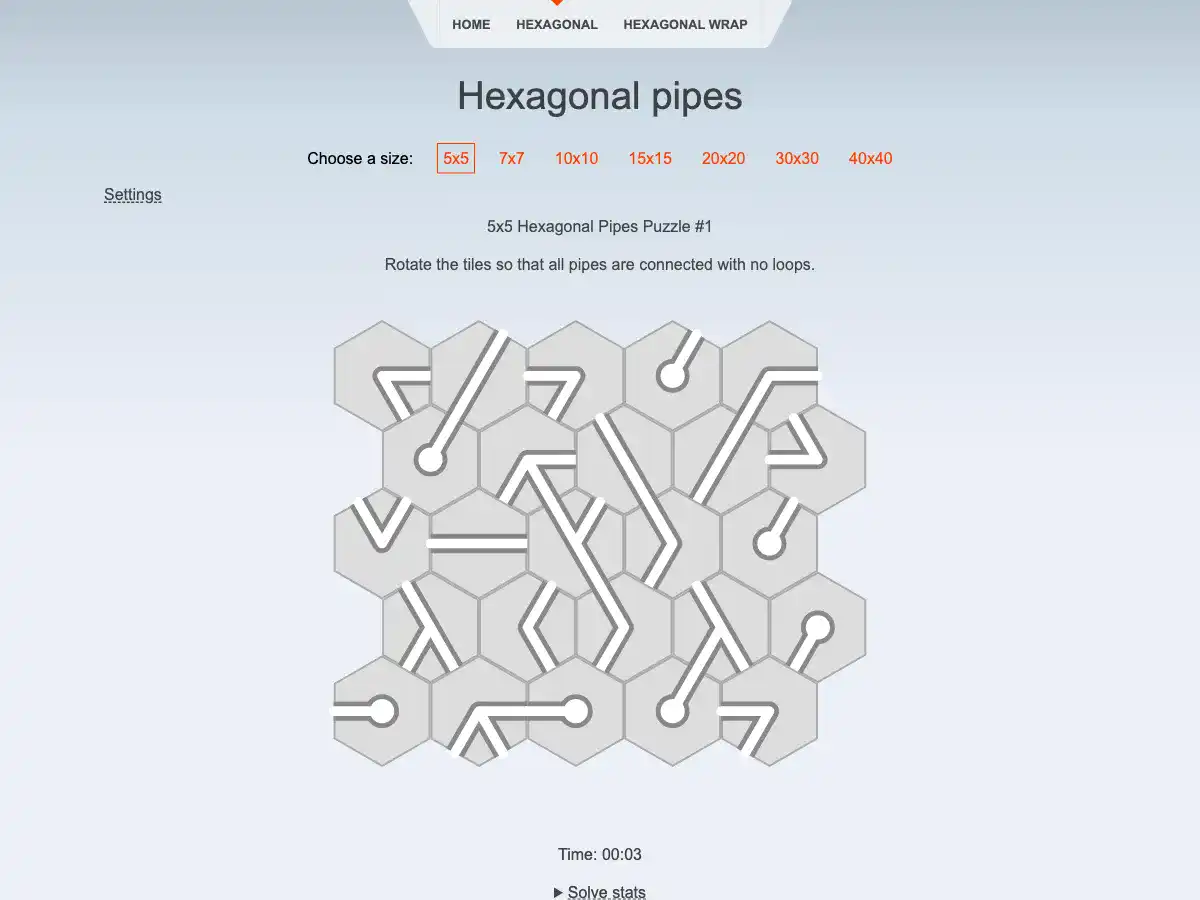 HOME HEXAGONAL HEXAGONAL WRAP
Hexagonal pipes
Choose a size: 5x5 7x7 10x10 15x15 20x20 30x30 40x40
Settings
5x5 Hexagonal Pipes Puzzle #1
Rotate the tiles so that all pipes are connected with no loops.
Time: 00:03
Solve stats